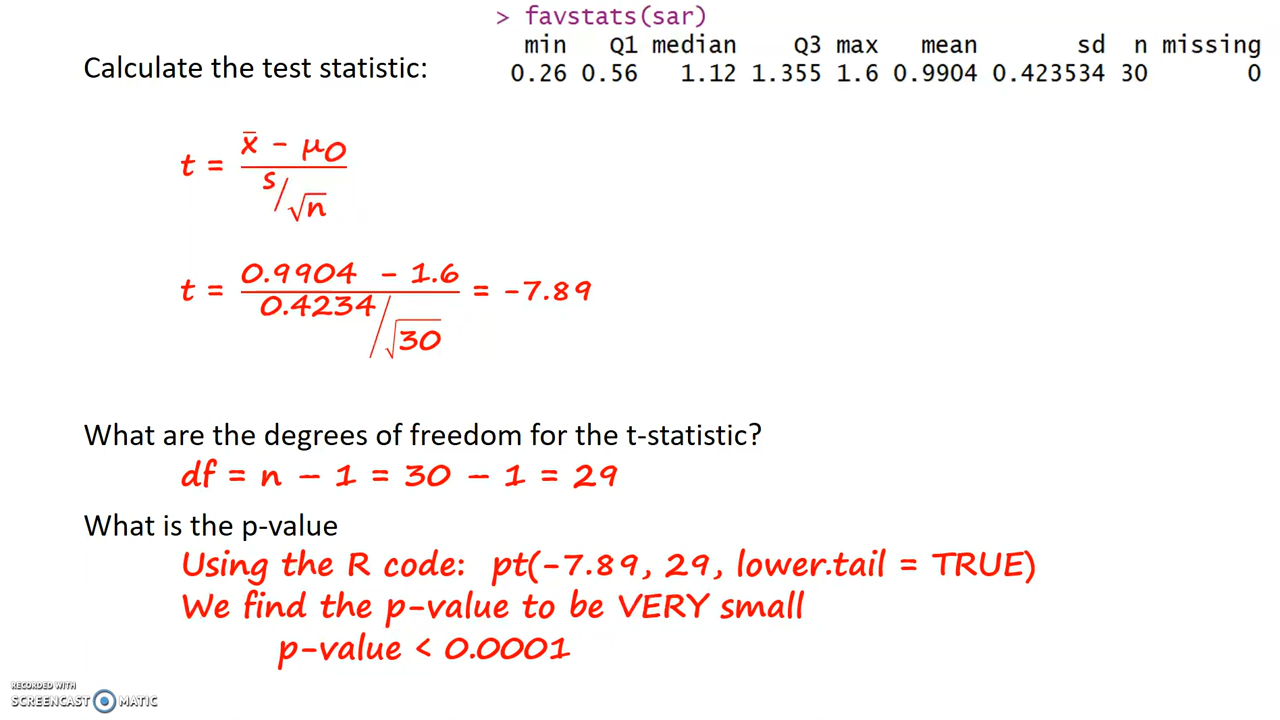 > favstats(sar)
min Q1 median Q3 max mean sd n missing
0.26 0.56 1.12 1.355 1.6 0.9904 0.423534 30 0
Calculate the test statistic:
t = x̄ − μ0 / s/√n
t = 0.9904 − 1.6 / 0.4234/√30 = −7.89
What are the degrees of freedom for the t-statistic?
df = n − 1 = 30 − 1 = 29
What is the p-value
Using the R code: pt(−7.89, 29, lower.tail = TRUE)
We find the p-value to be VERY small
p-value < 0.0001
RECORDED WITH
SCREENCAST MATIC